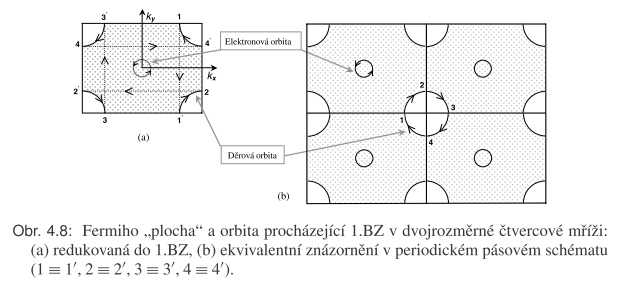 3´ k_y 1
4 Elektronová orbita 4´
k_x
2´ 2
3 1´
(a)
Děrová orbita
2
1 3
4
(b)
Obr. 4.8: Fermiho „plocha“ a orbita procházející 1.BZ v dvojrozměrné čtvercové mříži:
(a) redukovaná do 1.BZ, (b) ekvivalentní znázornění v periodickém pásovém schématu
(1 ≡ 1′, 2 ≡ 2′, 3 ≡ 3′, 4 ≡ 4′).